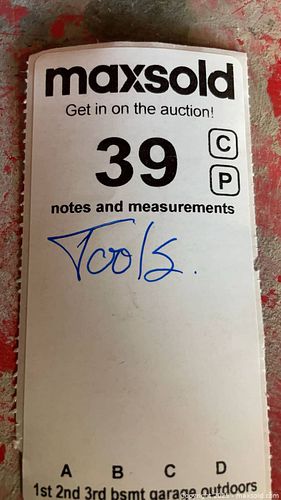 maxsold
Get in on the auction!
39
C
P
notes and measurements
Tools.
A B C D
1st 2nd 3rd bsmt garage outdoors